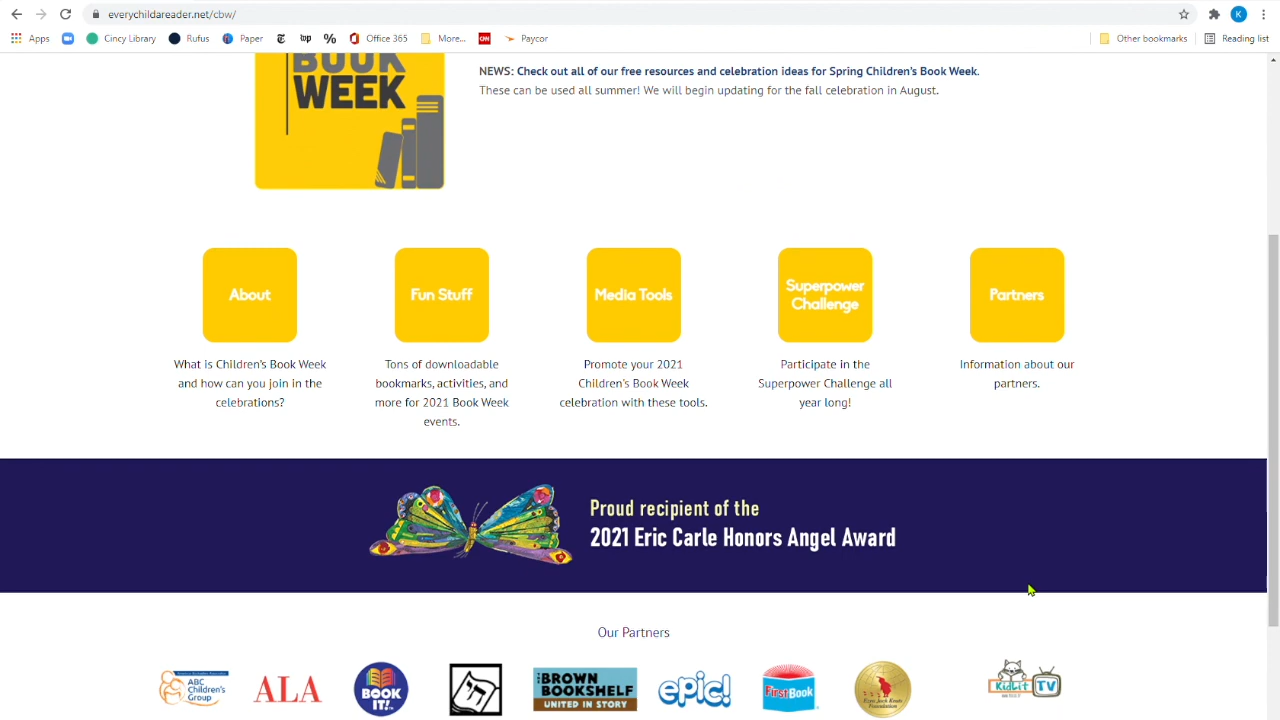 everychildareader.net/cbw/
K
Apps
Cincy Library
Rufus
Paper
Office 365
More...
CNN
Paycor
Other bookmarks
Reading list
BOOK
WEEK
NEWS: Check out all of our free resources and celebration ideas for Spring Children's Book Week.
These can be used all summer! We will begin updating for the fall celebration in August.
About
Fun Stuff
Media Tools
Superpower
Challenge
Partners
What is Children's Book Week
and how can you join in the
celebrations?
Tons of downloadable
bookmarks, activities, and
more for 2021 Book Week
events.
Promote your 2021
Children's Book Week
celebration with these tools.
Participate in the
Superpower Challenge all
year long!
Information about our
partners.
Proud recipient of the
2021 Eric Carle Honors Angel Award
Our Partners
ABC
Children's
Group
ALA
BOOK
IT!
THE
BROWN
BOOKSHELF
UNITED IN STORY
epic!
First Book
Ezra Jack Keats
Foundation
KidLit TV